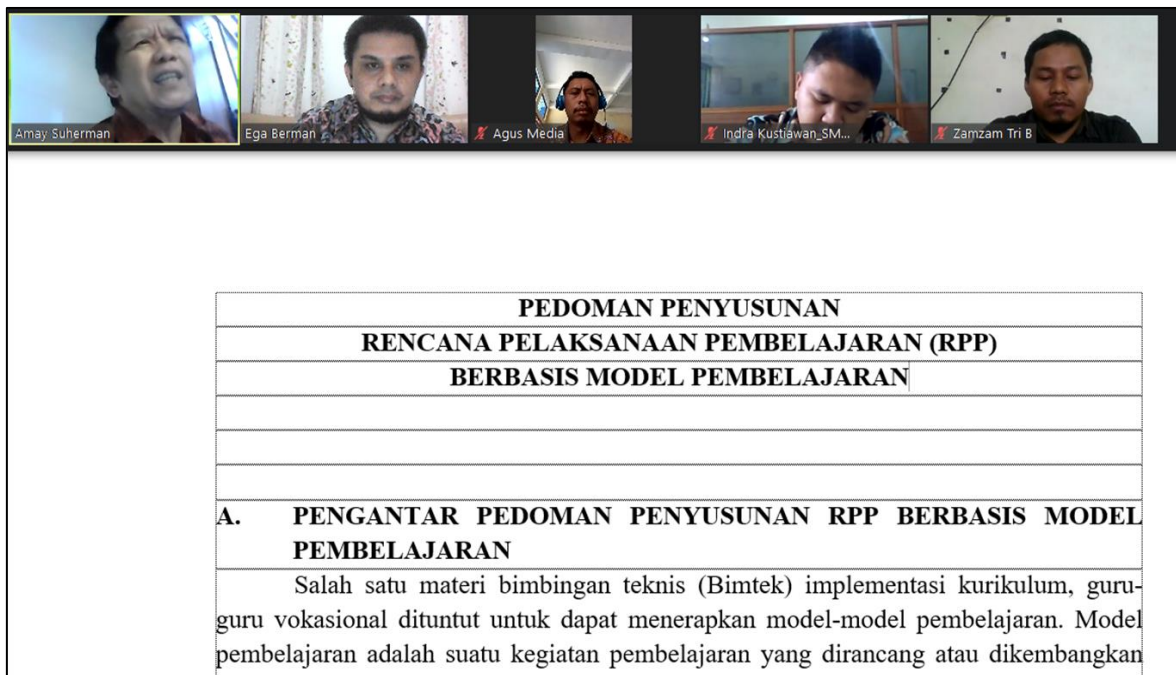 Amay Suherman
Ega Berman
Agus Media
Indra Kustiawan_SM...
Zamzam Tri B
PEDOMAN PENYUSUNAN
RENCANA PELAKSANAAN PEMBELAJARAN (RPP)
BERBASIS MODEL PEMBELAJARAN
A. PENGANTAR PEDOMAN PENYUSUNAN RPP BERBASIS MODEL
PEMBELAJARAN
Salah satu materi bimbingan teknis (Bimtek) implementasi kurikulum, guru-
guru vokasional dituntut untuk dapat menerapkan model-model pembelajaran. Model
pembelajaran adalah suatu kegiatan pembelajaran yang dirancang atau dikembangkan